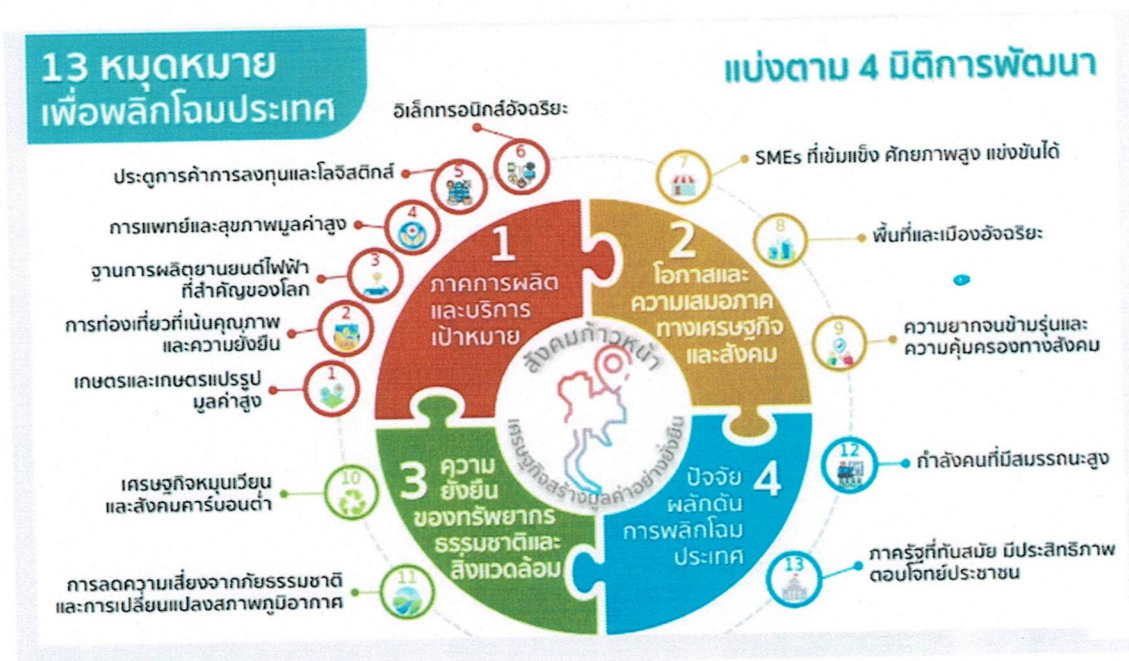 13 หมุดหมาย
เพื่อพลิกโฉมประเทศ
แบ่งตาม 4 มิติการพัฒนา
อิเล็กทรอนิกส์อัจฉริยะ
6
ประตูการค้าการลงทุนและโลจิสติกส์
5
การแพทย์และสุขภาพมูลค่าสูง
4
ฐานการผลิตยานยนต์ไฟฟ้า
ที่สำคัญของโลก
3
การท่องเที่ยวที่เน้นคุณภาพ
และความยั่งยืน
2
เกษตรและเกษตรแปรรูป
มูลค่าสูง
1
1
ภาคการผลิต
และบริการ
เป้าหมาย
7
SMEs ที่เข้มแข็ง ศักยภาพสูง แข่งขันได้
8
พื้นที่และเมืองอัจฉริยะ
9
ความยากจนข้ามรุ่นและ
ความคุ้มครองทางสังคม
2
โอกาสและ
ความเสมอภาค
ทางเศรษฐกิจ
และสังคม
สังคมก้าวหน้า
เศรษฐกิจสร้างมูลค่าอย่างยั่งยืน
10
เศรษฐกิจหมุนเวียน
และสังคมคาร์บอนต่ำ
11
การลดความเสี่ยงจากภัยธรรมชาติ
และการเปลี่ยนแปลงสภาพภูมิอากาศ
3 ความ
ยั่งยืน
ของทรัพยากร
ธรรมชาติและ
สิ่งแวดล้อม
ปัจจัย 4
ผลักดัน
การพลิกโฉม
ประเทศ
12
กำลังคนที่มีสมรรถนะสูง
13
ภาครัฐที่ทันสมัย มีประสิทธิภาพ
ตอบโจทย์ประชาชน